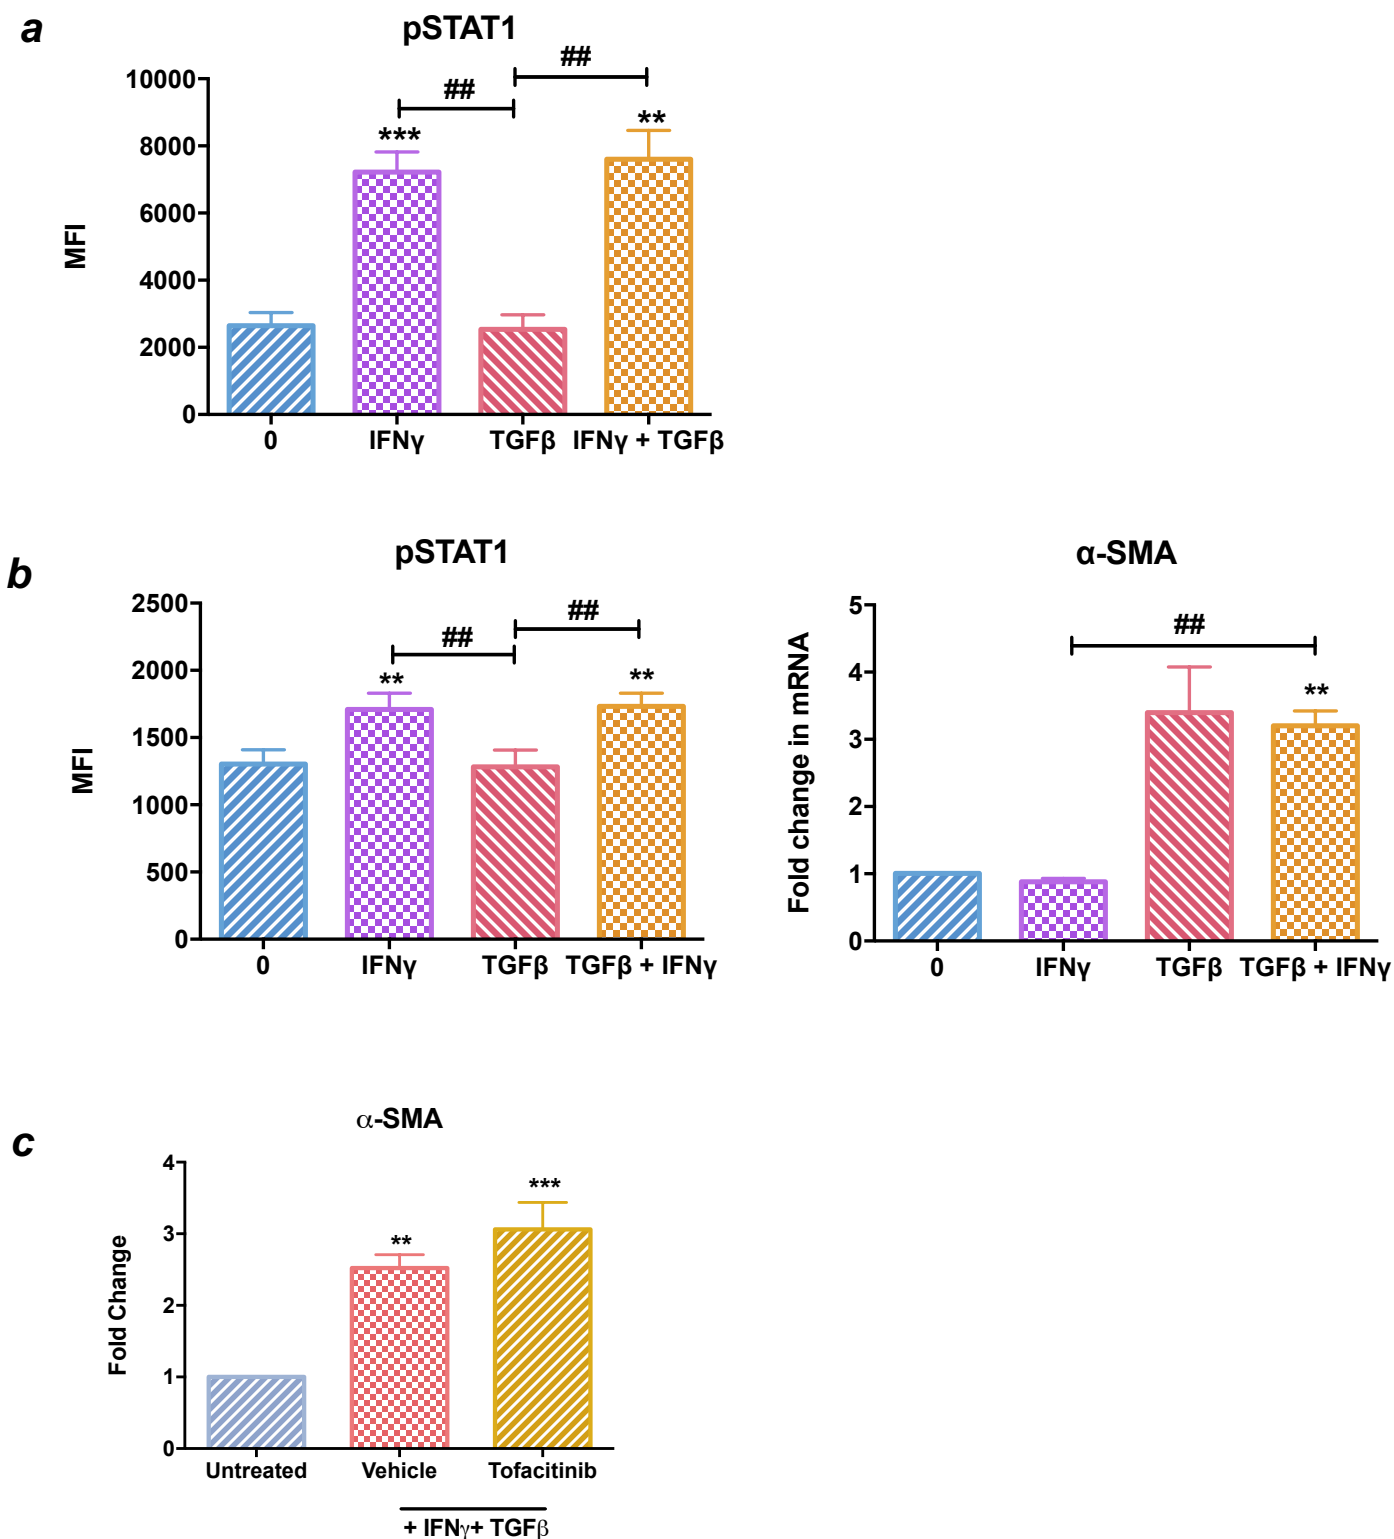 a
pSTAT1
##
##
10000
***
**
8000
6000
MFI
4000
2000
0
0 IFNγ TGFβ IFNγ + TGFβ
b
pSTAT1
2500
##
##
2000
**
**
1500
MFI
1000
500
0
0 IFNγ TGFβ TGFβ + IFNγ
α-SMA
5
##
4
**
3
Fold change in mRNA
2
1
0
0 IFNγ TGFβ TGFβ + IFNγ
c
α-SMA
4
***
**
3
Fold Change
2
1
0
Untreated Vehicle Tofacitinib
+ IFNγ+ TGFβ